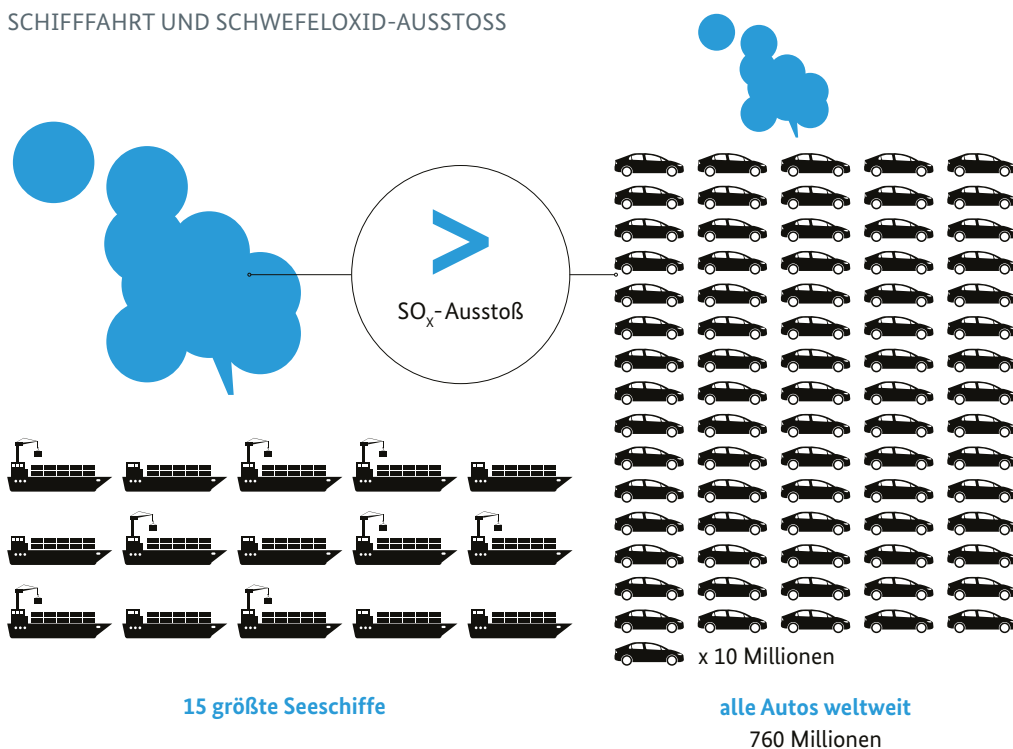 SCHIFFFAHRT UND SCHWEFELOXID-AUSSTOSS
>
SOx-Ausstoß
x 10 Millionen
15 größte Seeschiffe
alle Autos weltweit
760 Millionen